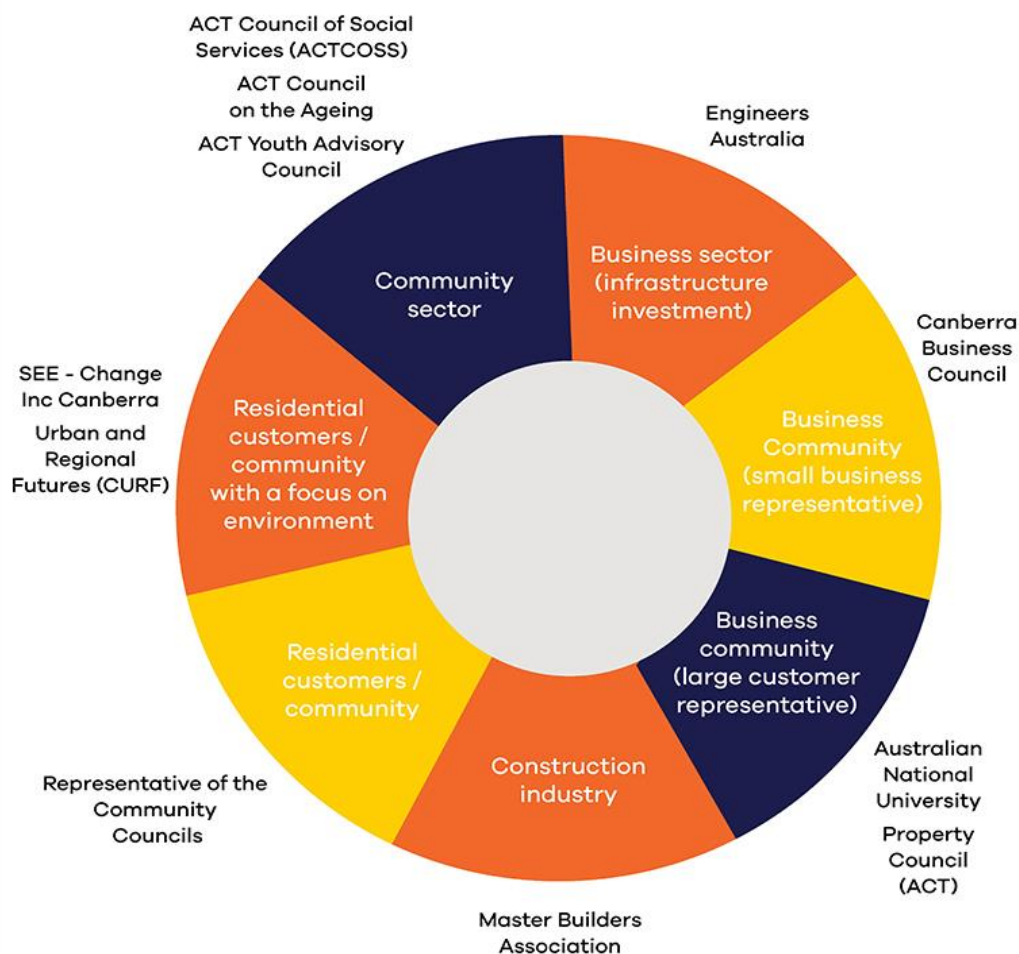 ACT Council of Social
Services (ACTCOSS)
ACT Council
on the Ageing
ACT Youth Advisory
Council
Engineers
Australia
Community
sector
Business sector
(infrastructure
investment)
Canberra
Business
Council
SEE - Change
Inc Canberra
Urban and
Regional
Futures (CURF)
Residential
customers /
community
with a focus on
environment
Business
Community
(small business
representative)
Residential
customers /
community
Business
community
(large customer
representative)
Construction
industry
Representative of the
Community
Councils
Australian
National
University
Property
Council
(ACT)
Master Builders
Association